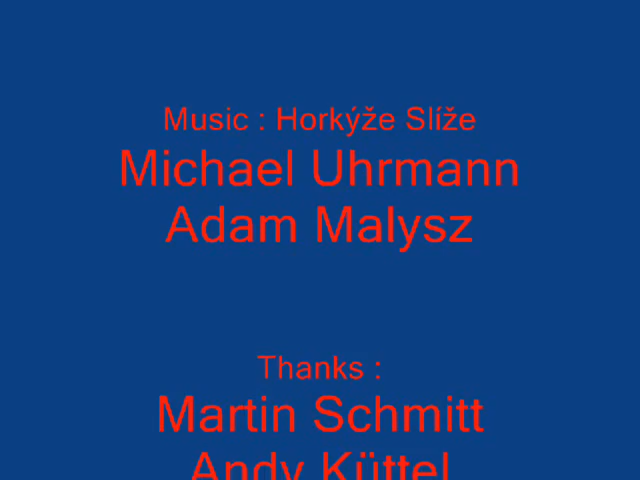 Music : Horkýže Slíže
Michael Uhrmann
Adam Malysz
Thanks :
Martin Schmitt
Andy Küttel